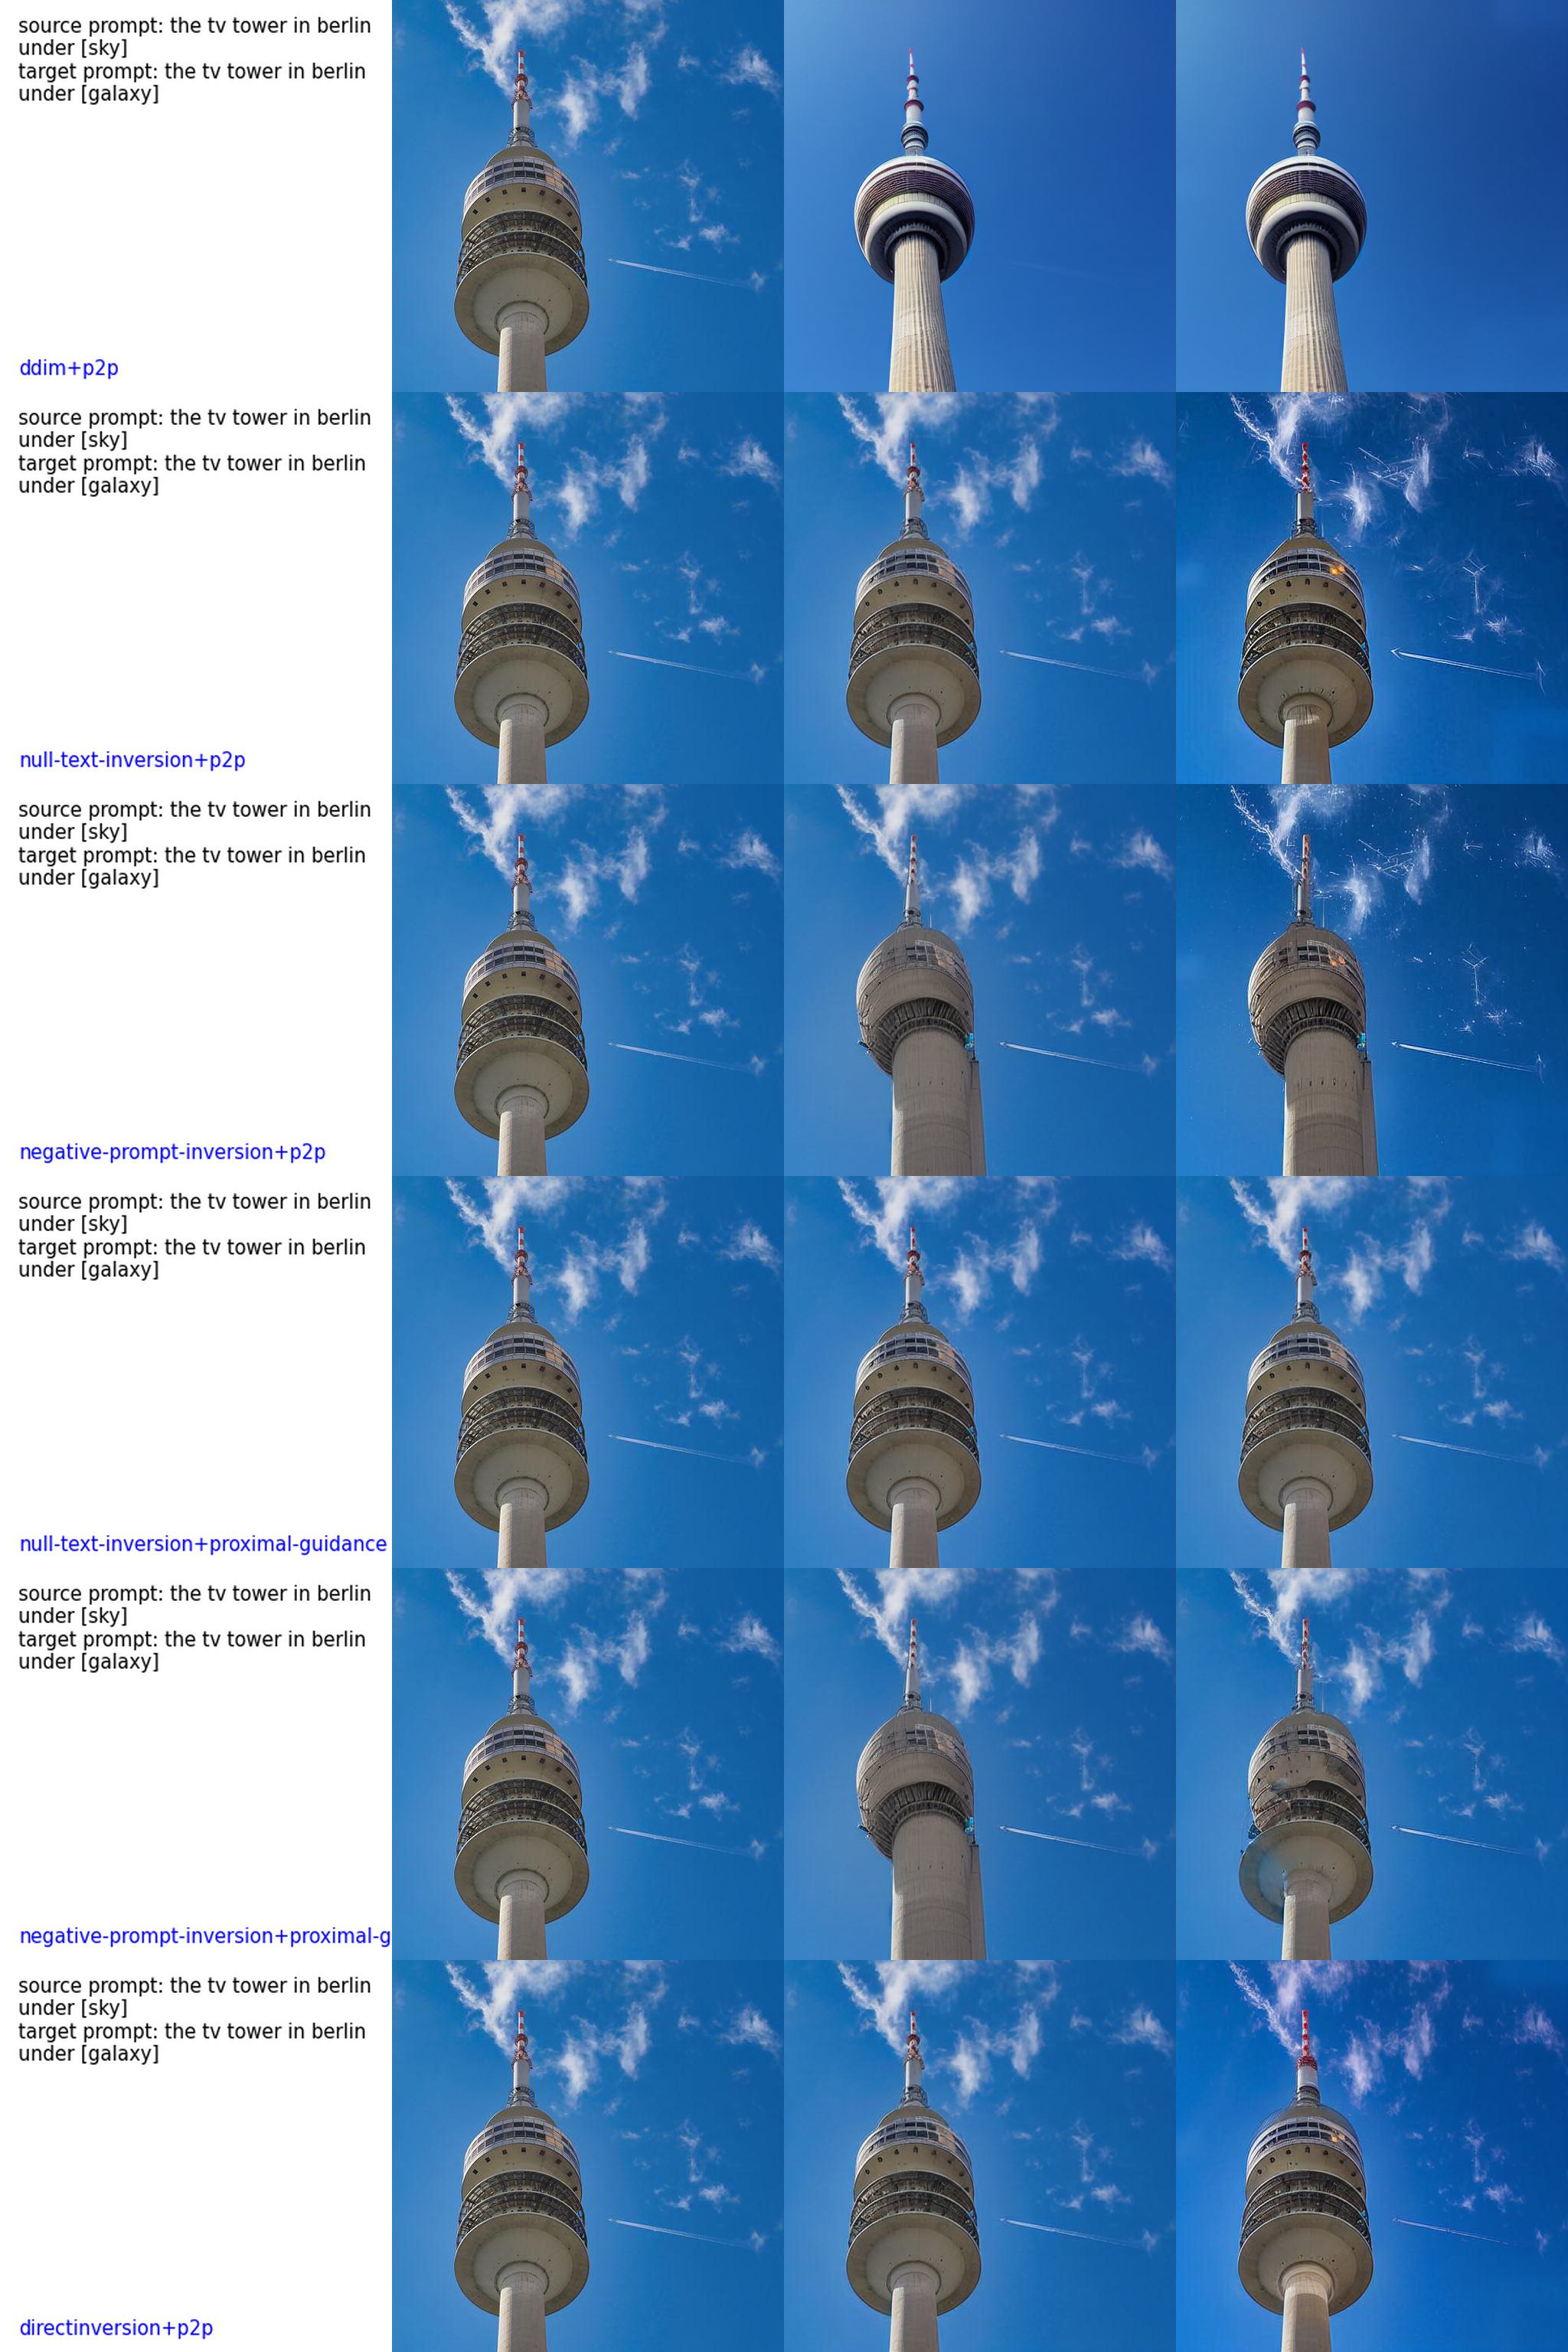 source prompt: the tv tower in berlin
under [sky]
target prompt: the tv tower in berlin
under [galaxy]
ddim+p2p
source prompt: the tv tower in berlin
under [sky]
target prompt: the tv tower in berlin
under [galaxy]
null-text-inversion+p2p
source prompt: the tv tower in berlin
under [sky]
target prompt: the tv tower in berlin
under [galaxy]
negative-prompt-inversion+p2p
source prompt: the tv tower in berlin
under [sky]
target prompt: the tv tower in berlin
under [galaxy]
null-text-inversion+proximal-guidance
source prompt: the tv tower in berlin
under [sky]
target prompt: the tv tower in berlin
under [galaxy]
negative-prompt-inversion+proximal-g
source prompt: the tv tower in berlin
under [sky]
target prompt: the tv tower in berlin
under [galaxy]
directinversion+p2p